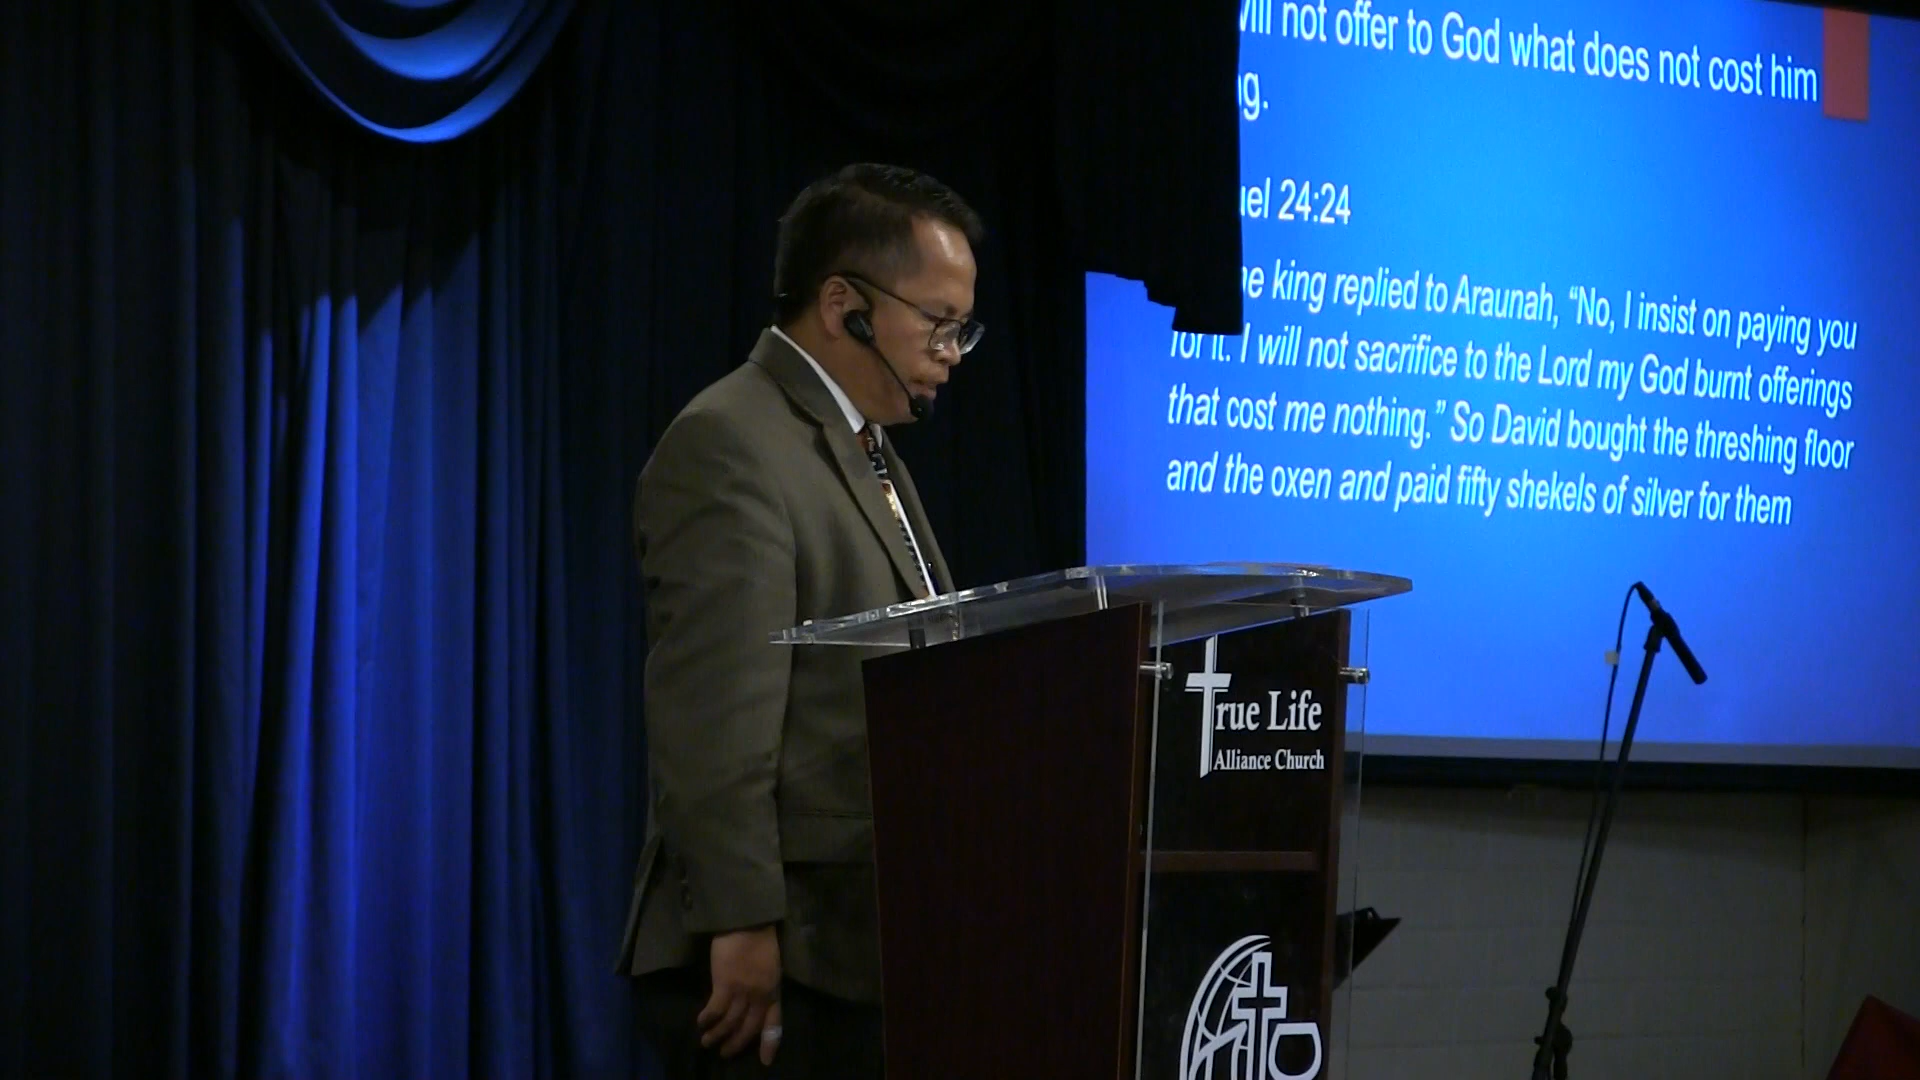 will not offer to God what does not cost him
24:24
king replied to Araunah, “No, I insist on paying you
for it. I will not sacrifice to the Lord my God burnt offerings
that cost me nothing.” So David bought the threshing floor
and the oxen and paid fifty shekels of silver for them
True Life
Alliance Church